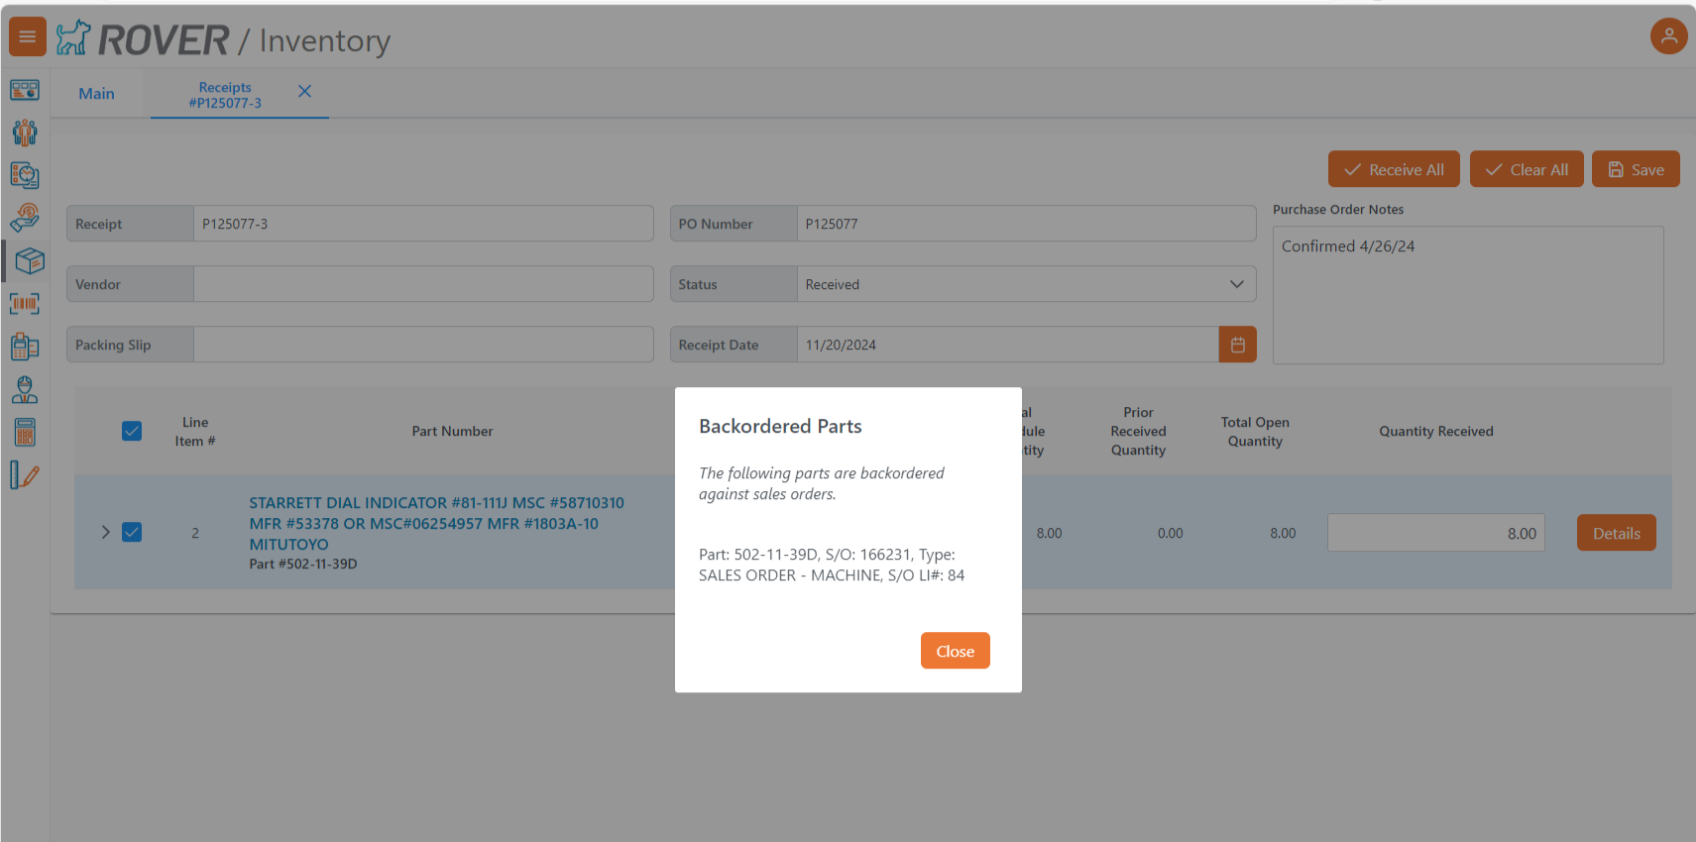 ROVER / Inventory
Main
Receipts
#P125077-3
Receive All
Clear All
Save
Receipt
P125077-3
PO Number
P125077
Purchase Order Notes
Confirmed 4/26/24
Vendor
Status
Received
Packing Slip
Receipt Date
11/20/2024
Line
Item #
Part Number
al
dule
tity
Prior
Received
Quantity
Total Open
Quantity
Quantity Received
2
STARRETT DIAL INDICATOR #81-111J MSC #58710310
MFR #53378 OR MSC#06254957 MFR #1803A-10
MITUTOYO
Part #502-11-39D
8.00
0.00
8.00
8.00
Details
Backordered Parts
The following parts are backordered
against sales orders.
Part: 502-11-39D, S/O: 166231, Type:
SALES ORDER - MACHINE, S/O LI#: 84
Close